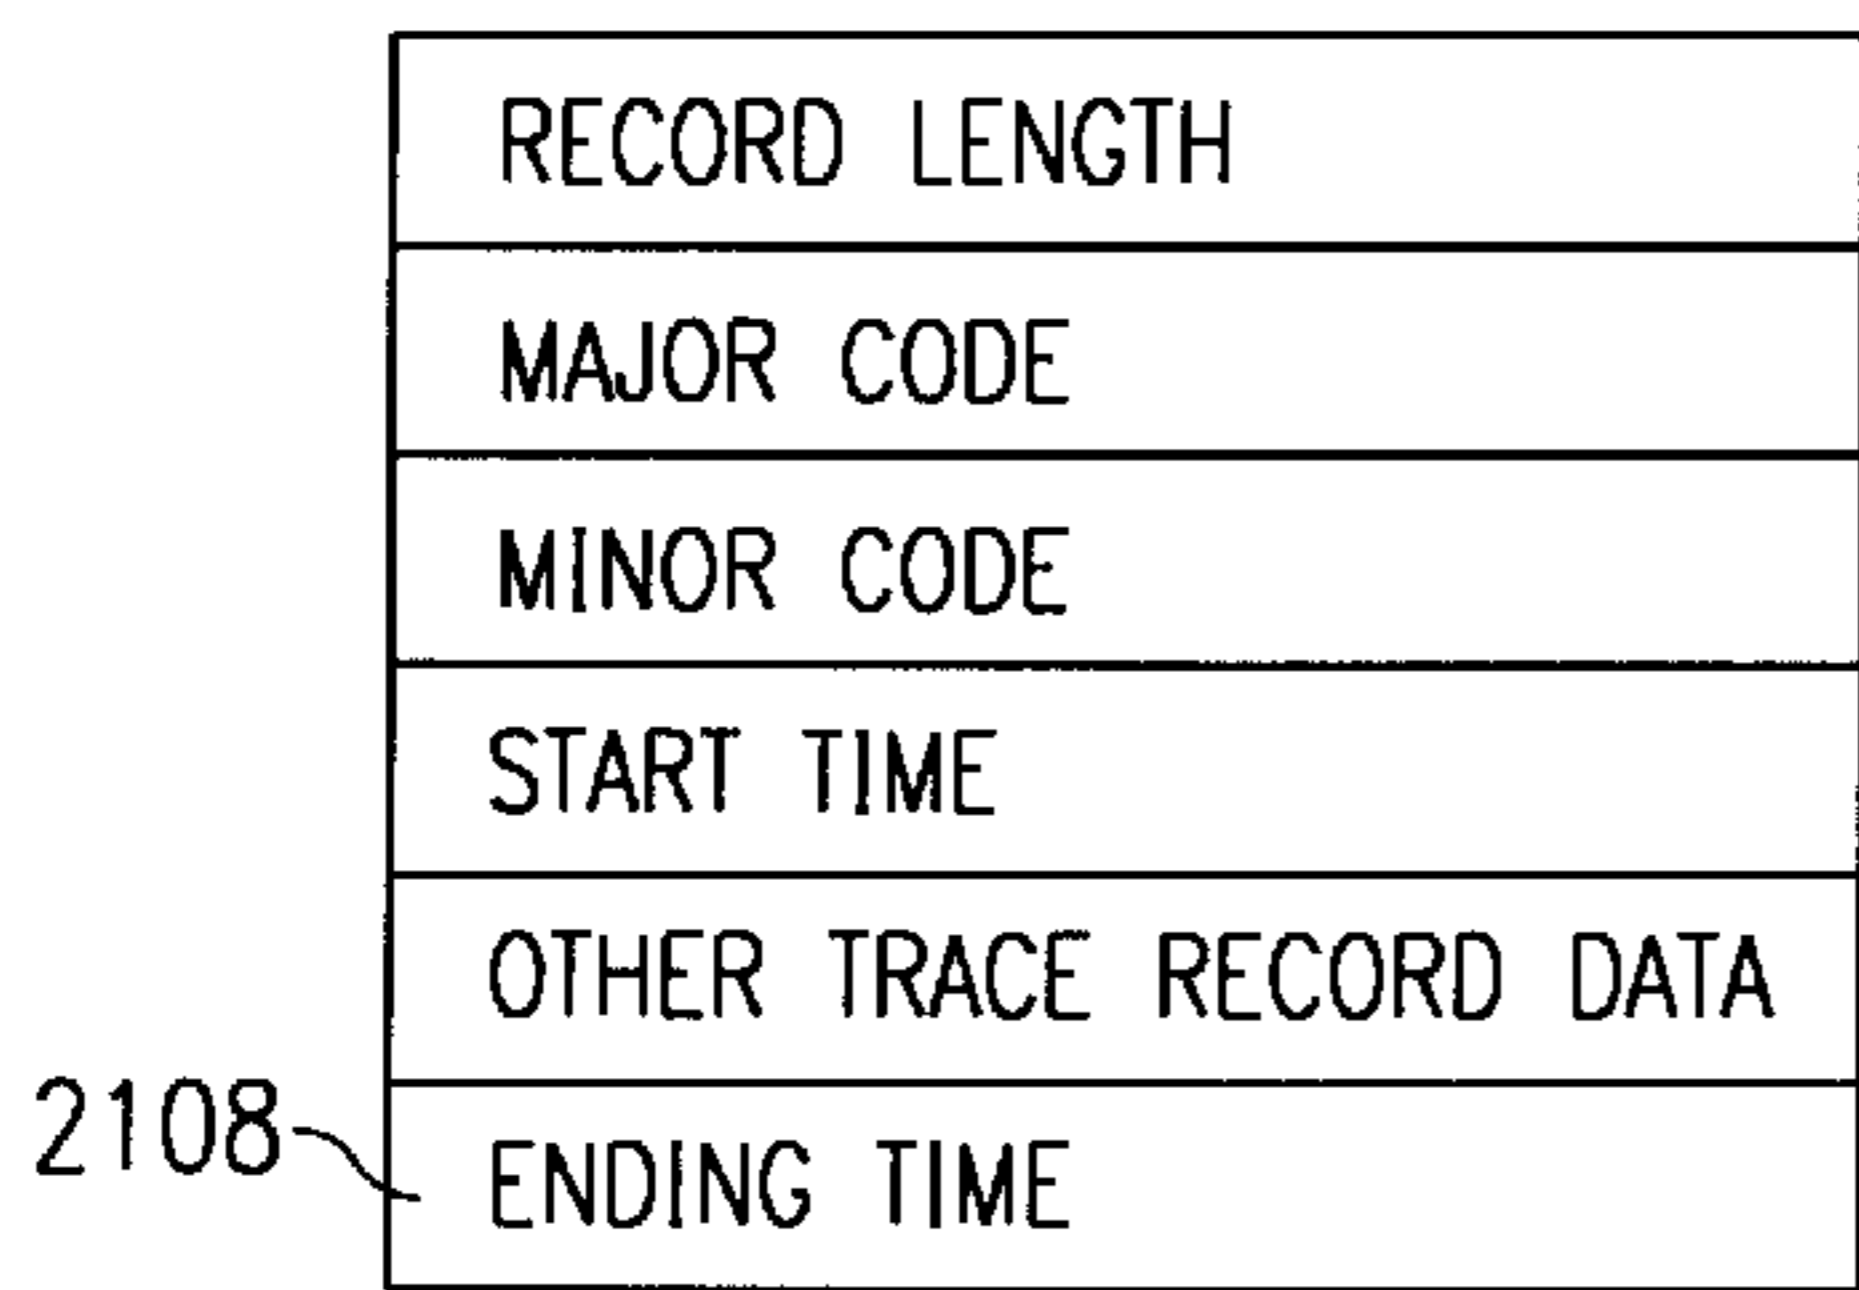 RECORD LENGTH
MAJOR CODE
MINOR CODE
START TIME
OTHER TRACE RECORD DATA
2108
ENDING TIME